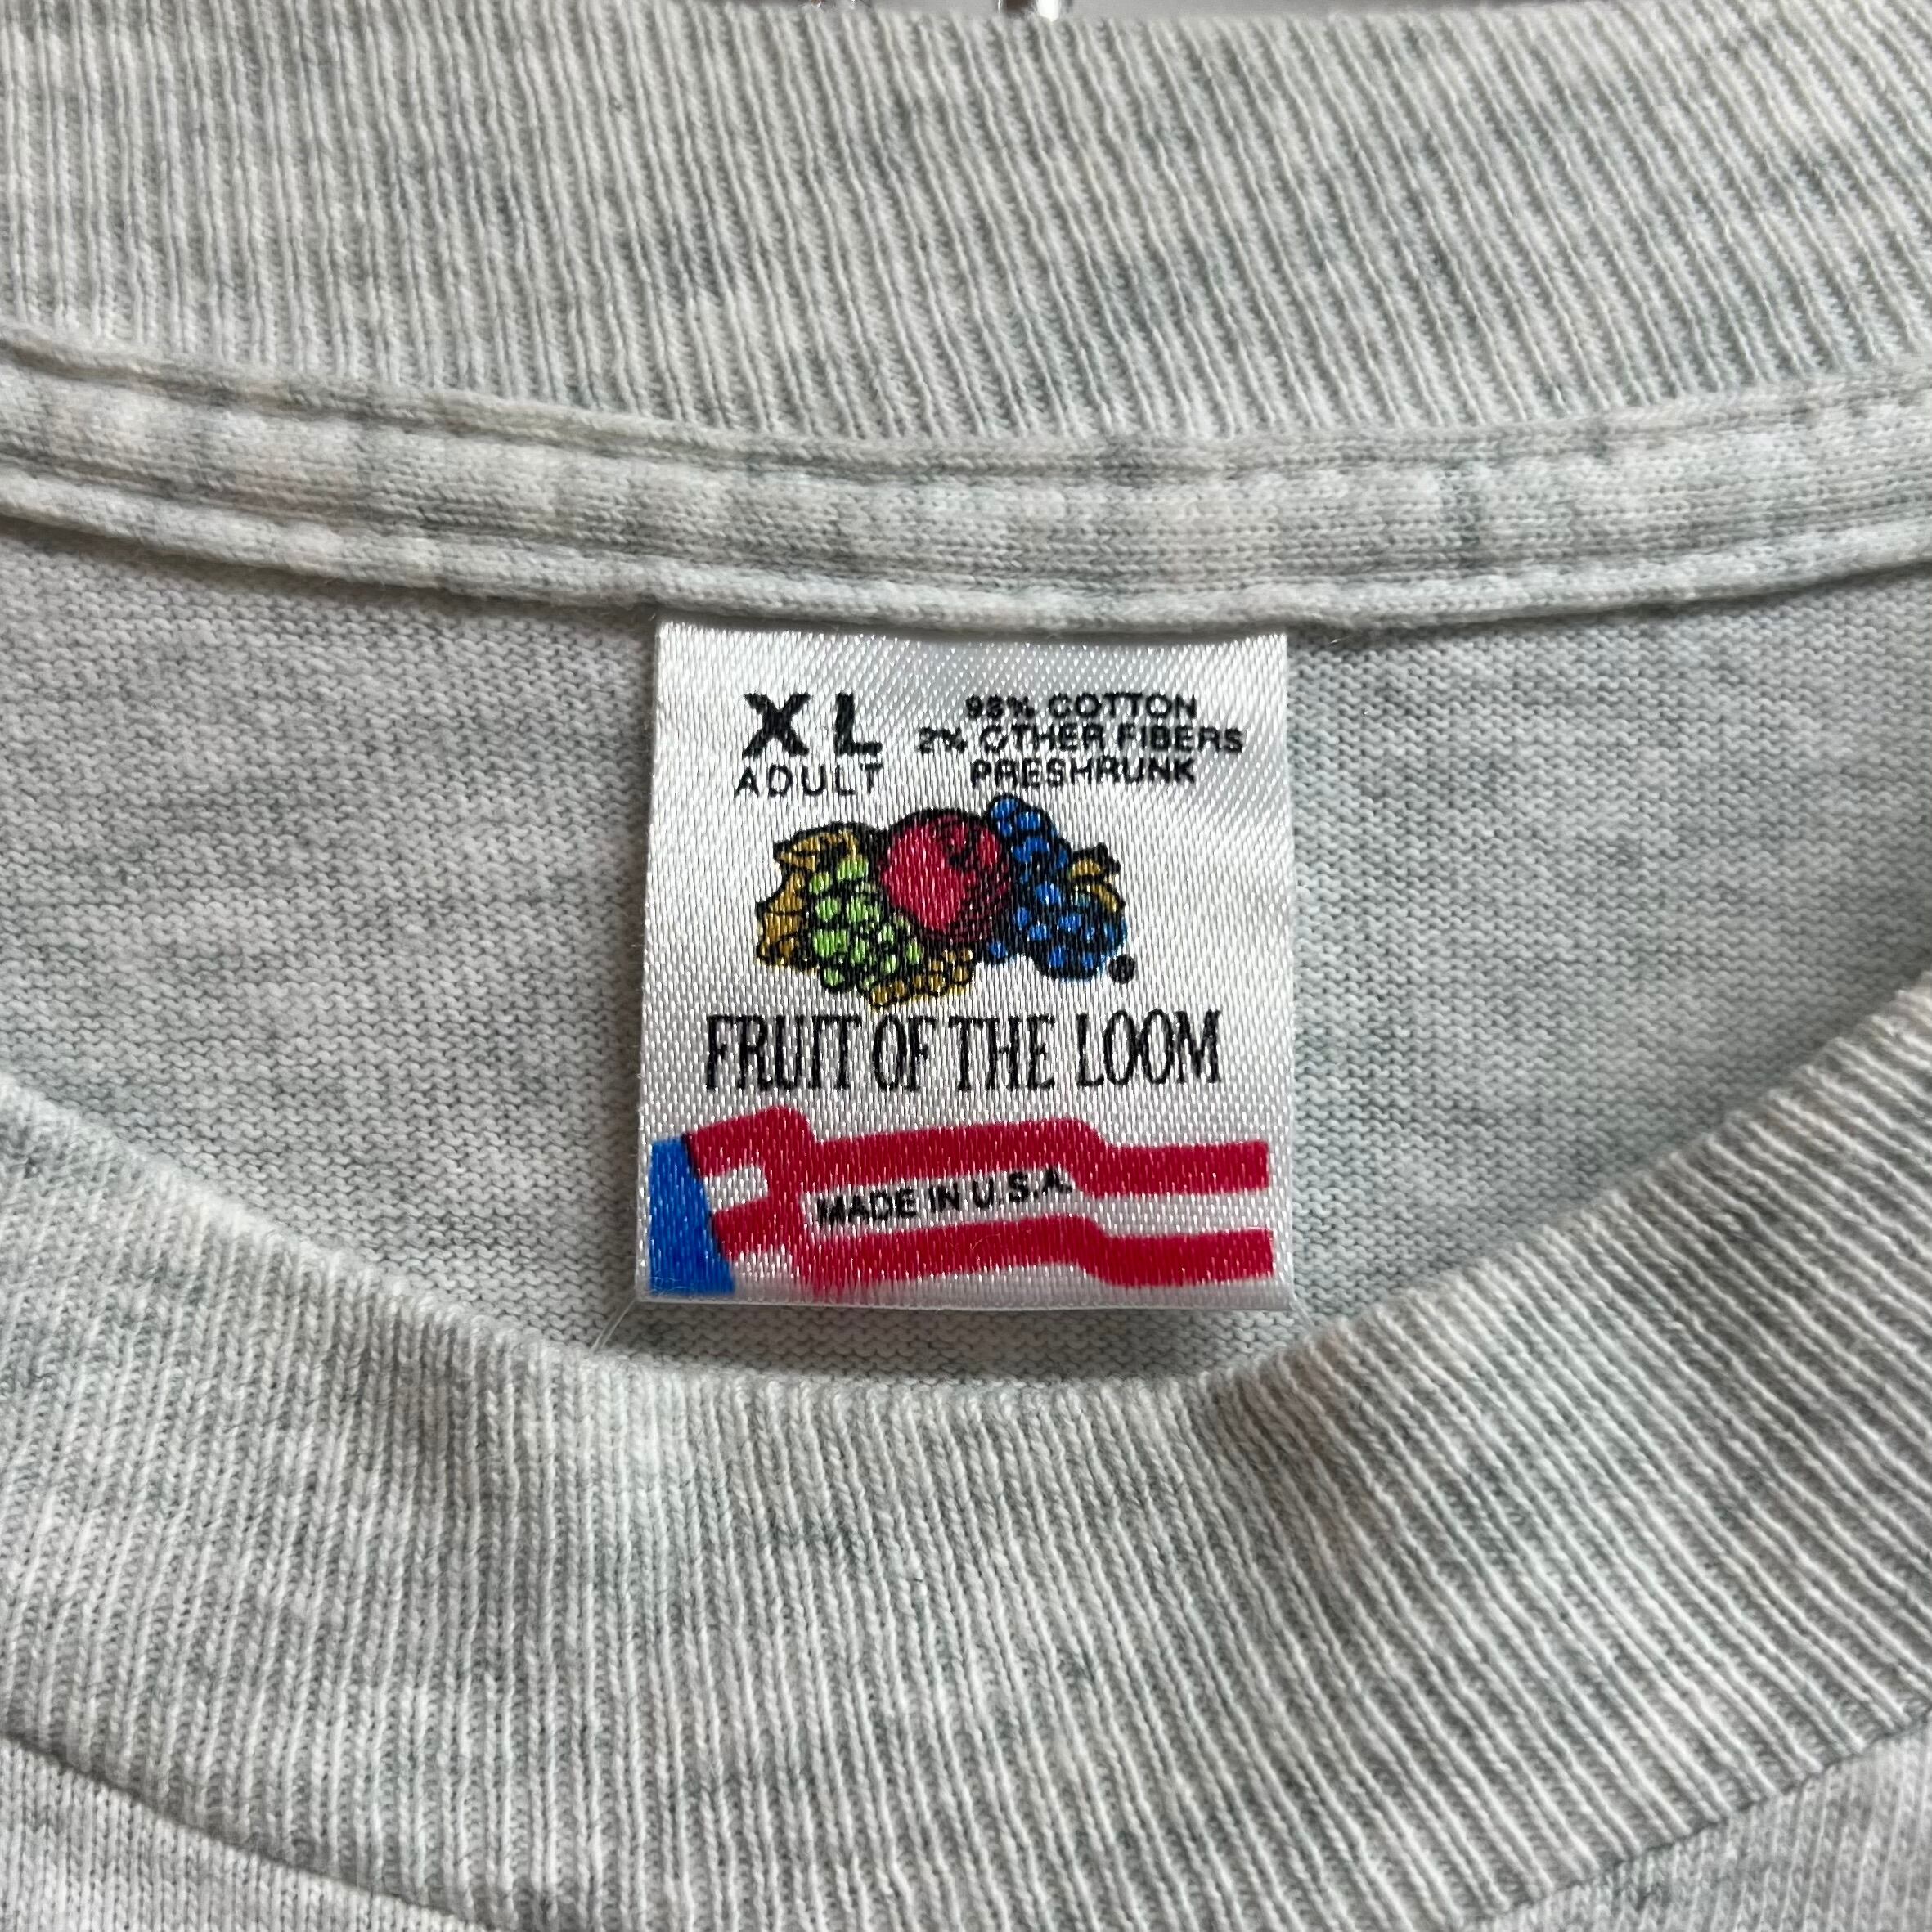 XL
ADULT
98% COTTON
2% OTHER FIBERS
PRESHRUNK
FRUIT OF THE LOOM
MADE IN U.S.A.